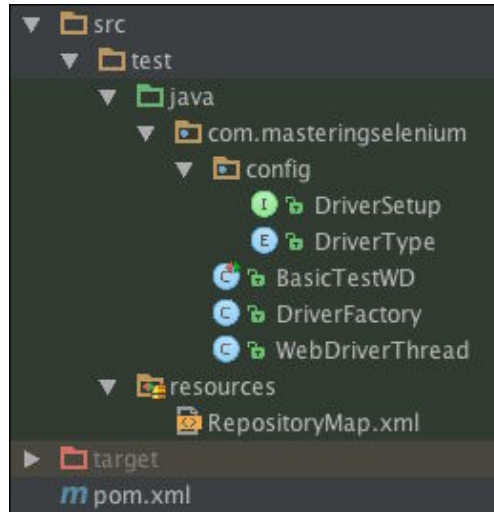 src
test
java
com.masteringselenium
config
I DriverSetup
E DriverType
C BasicTestWD
C DriverFactory
C WebDriverThread
resources
RepositoryMap.xml
target
m pom.xml